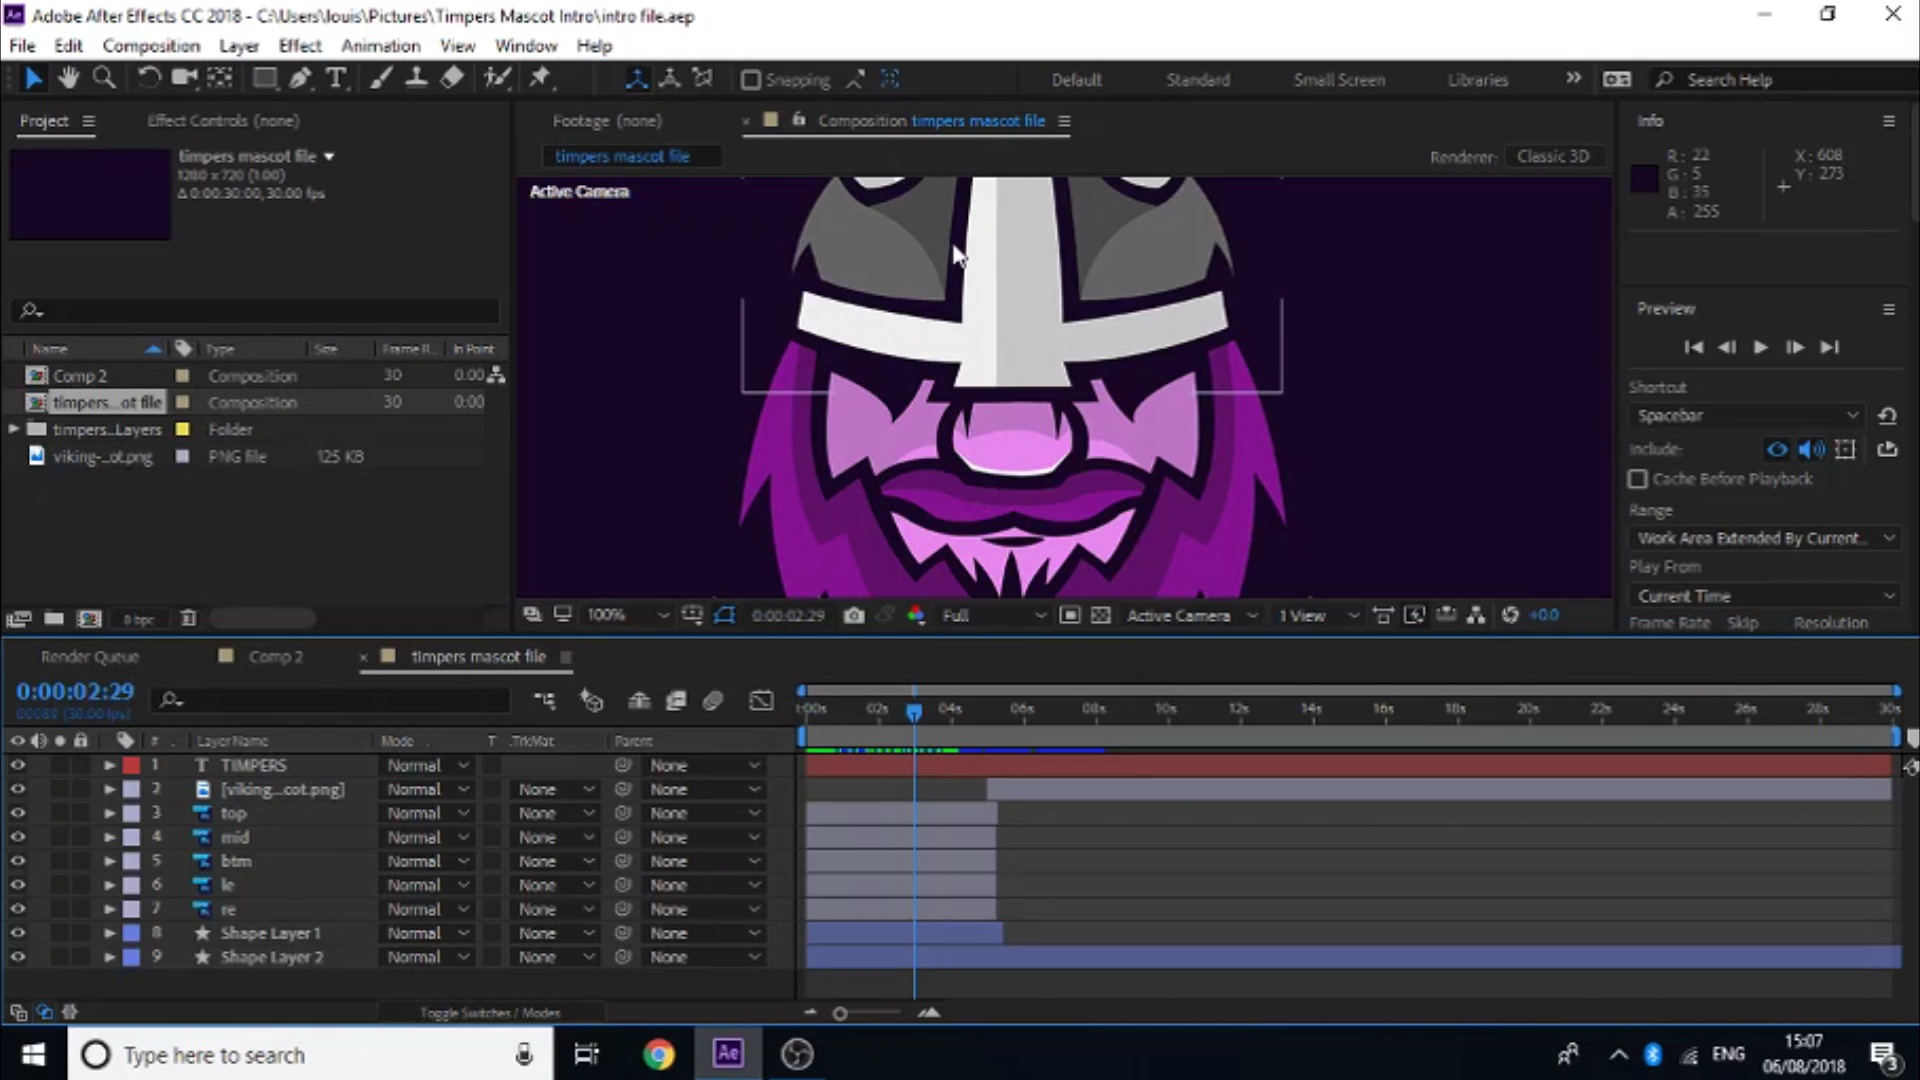 Adobe After Effects CC 2018 - C:\Users\louis\Pictures\Timpers Mascot Intro\intro file.aep
File Edit Composition Layer Effect Animation View Window Help
Snapping Default Standard Small Screen Libraries Search Help
Project Effect Controls (none) Footage (none) Composition timpers mascot file Info
timpers mascot file
1280 x 720 (1.00)
Δ 0:00:30:00, 30.00 fps
timpers mascot file Renderer: Classic 3D
Active Camera
R: 22 X: 608
G: 5 Y: 273
B: 35
A: 255
Preview
Shortcut
Spacebar
Include:
Cache Before Playback
Range
Work Area Extended By Current...
Play From
Current Time
Frame Rate Skip Resolution
Name Type Size Frame R... In Point
Comp 2 Composition 30 0:00
timpers...ot file Composition 30 0:00
timpers...Layers Folder
viking-...ot.png PNG file 125 KB
8 bpc
100% 0:00:02:29 Full Active Camera 1 View +0.0
Render Queue Comp 2 timpers mascot file
0:00:02:29
00089 (30.00 fps)
:00s 02s 04s 06s 08s 10s 12s 14s 16s 18s 20s 22s 24s 26s 28s 30s
# Layer Name Mode T TrkMat Parent
1 T TIMPERS Normal None
2 [viking...cot.png] Normal None None
3 top Normal None None
4 mid Normal None None
5 btm Normal None None
6 le Normal None None
7 re Normal None None
8 Shape Layer 1 Normal None None
9 Shape Layer 2 Normal None None
Toggle Switches / Modes
Type here to search
Ae
ENG
15:07
06/08/2018
3